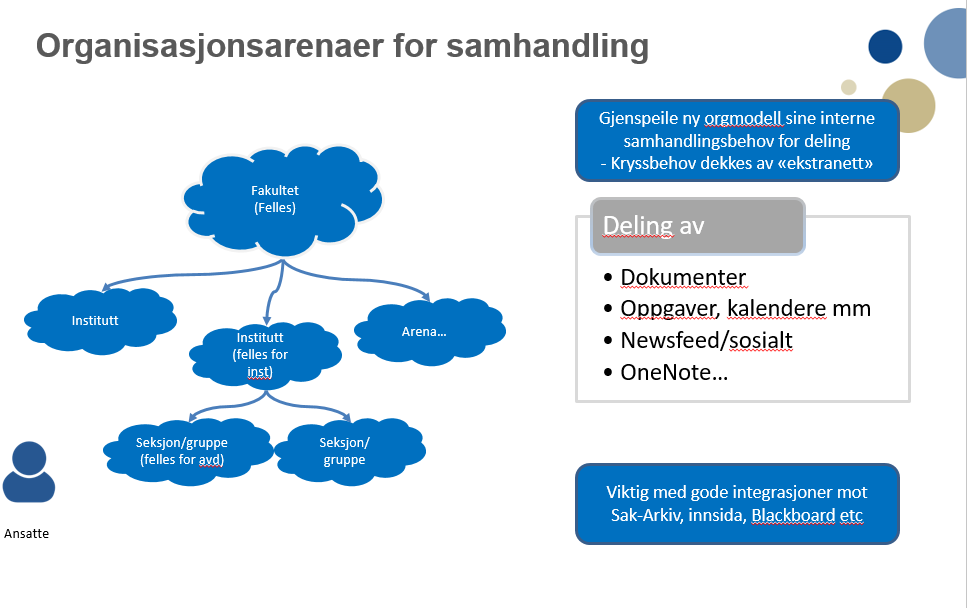 Organisasjonsarenaer for samhandling
Gjenspeile ny orgmodell sine interne
samhandlingsbehov for deling
- Kryssbehov dekkes av «ekstranett»
Fakultet
(Felles)
Institutt
Institutt
(felles for
inst)
Arena...
Seksjon/gruppe
(felles for avd)
Seksjon/
gruppe
Ansatte
Deling av
• Dokumenter
• Oppgaver, kalendere mm
• Newsfeed/sosialt
• OneNote...
Viktig med gode integrasjoner mot
Sak-Arkiv, innsida, Blackboard etc